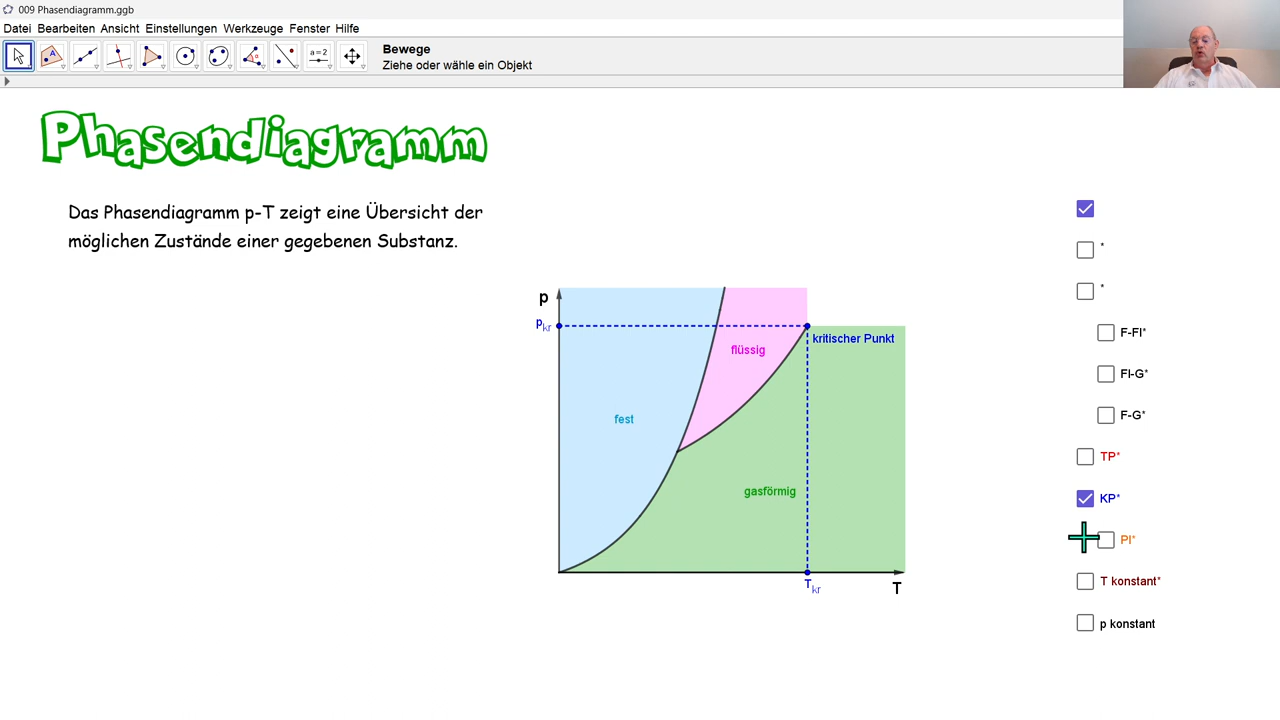 009 Phasendiagramm.ggb
Datei Bearbeiten Ansicht Einstellungen Werkzeuge Fenster Hilfe
A
a=2
Bewege
Ziehe oder wähle ein Objekt
Phasendiagramm
Das Phasendiagramm p-T zeigt eine Übersicht der
möglichen Zustände einer gegebenen Substanz.
*
*
p
pkr
kritischer Punkt
flüssig
fest
gasförmig
Tkr
T
F-Fl*
Fl-G*
F-G*
TP*
KP*
Pl*
T konstant*
p konstant